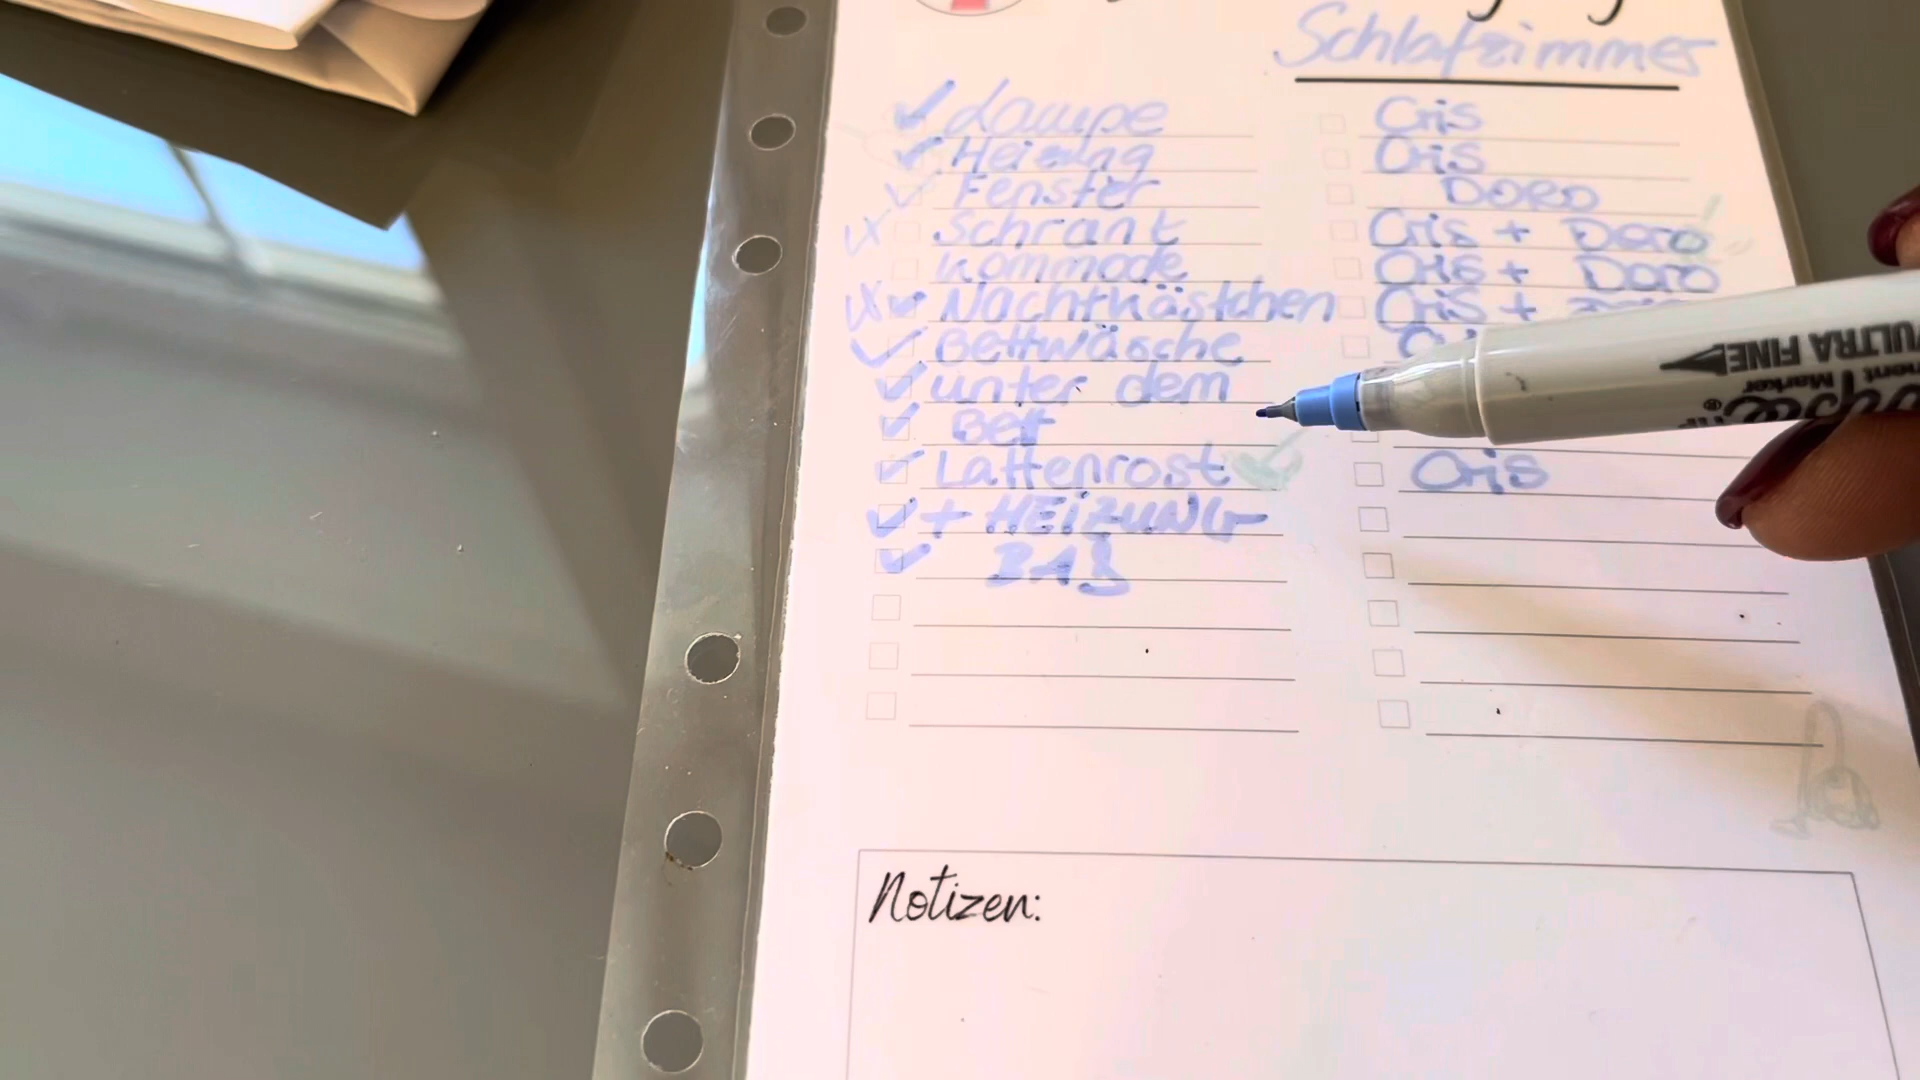 Schlafzimmer
Lampe
Heizung
Fenster
Schrank
Kommode
Nachtkästchen
Bettwäsche
unter dem
Bett
Lattenrost
+ HEiZUNG
BAD
Cris
Cris
DORO
Cris + Doro
Cris + Doro
Cris +
Cris
Notizen:
ULTRA FINE
Marker